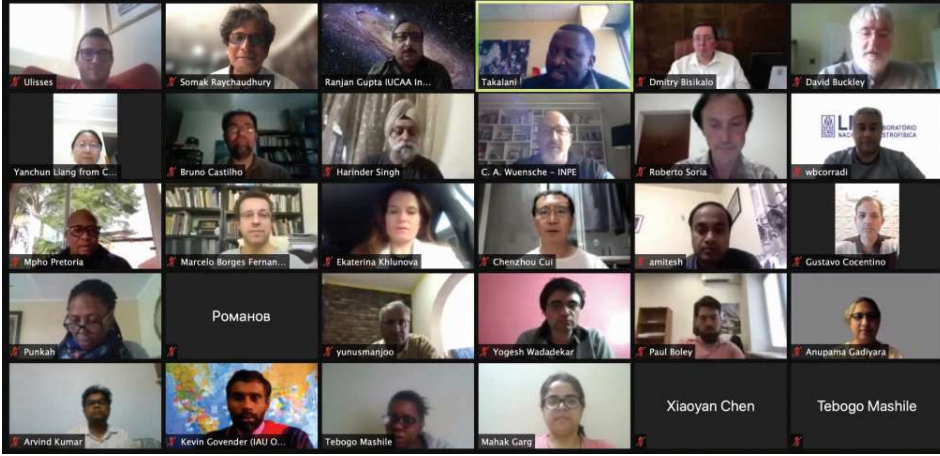 Ulisses
Somak Raychaudhury
Ranjan Gupta IUCAA In...
Takalani
Dmitry Bisikalo
David Buckley
Yanchun Liang from C...
Bruno Castilho
Harinder Singh
C. A. Wuensche – INPE
Roberto Soria
wbcorradi
Mpho Pretoria
Marcelo Borges Fernan...
Ekaterina Khlunova
Chenzhou Cui
amitesh
Gustavo Cocentino
Punkah
Романов
yunusmanjoo
Yogesh Wadadekar
Paul Boley
Anupama Gadiyara
Arvind Kumar
Kevin Govender (IAU O...
Tebogo Mashile
Mahak Garg
Xiaoyan Chen
Tebogo Mashile